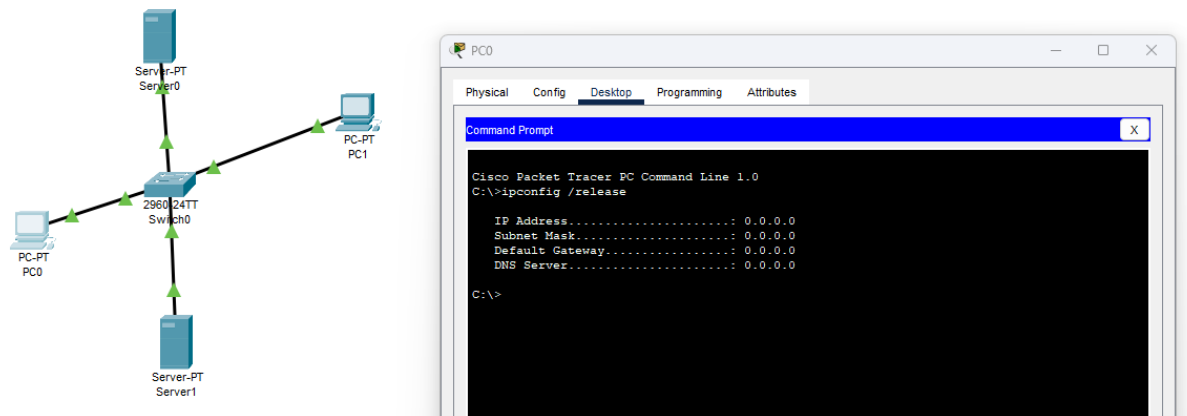 Server-PT
Server0
PC-PT
PC1
2960-24TT
Switch0
PC-PT
PC0
Server-PT
Server1
PC0
Physical Config Desktop Programming Attributes
Command Prompt
X
Cisco Packet Tracer PC Command Line 1.0
C:\>ipconfig /release
IP Address......................: 0.0.0.0
Subnet Mask.....................: 0.0.0.0
Default Gateway.................: 0.0.0.0
DNS Server......................: 0.0.0.0
C:\>